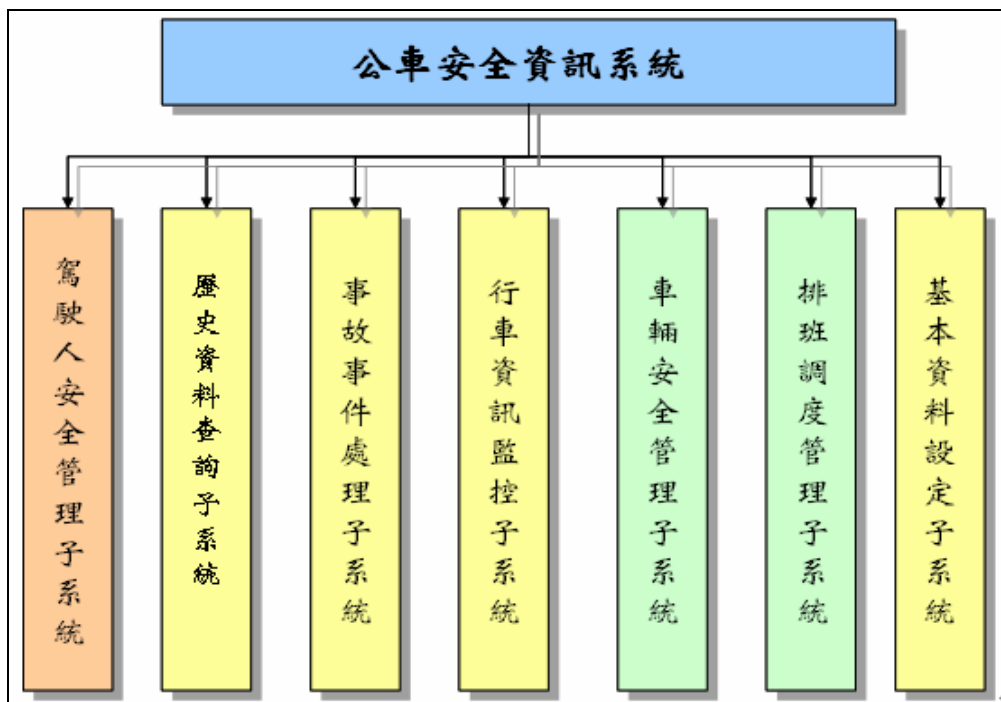 公車安全資訊系統
駕駛人安全管理子系統
歷史資料查詢子系統
事故事件處理子系統
行車資訊監控子系統
車輛安全管理子系統
排班調度管理子系統
基本資料設定子系統